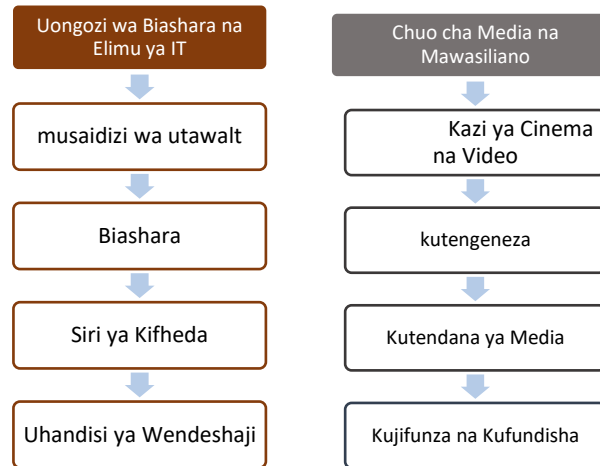 Uongozi wa Biashara na
Elimu ya IT
musaidizi wa utawalt
Biashara
Siri ya Kifheda
Uhandisi ya Wendeshaji
Chuo cha Media na
Mawasiliano
Kazi ya Cinema
na Video
kutengeneza
Kutendana ya Media
Kujifunza na Kufundisha